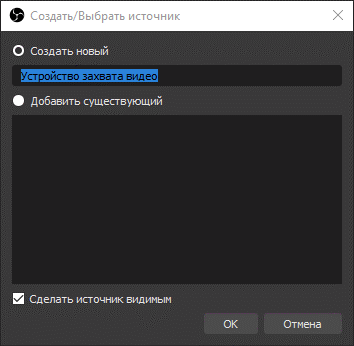 Создать/Выбрать источник
Создать новый
Устройство захвата видео
Добавить существующий
Сделать источник видимым
OK
Отмена